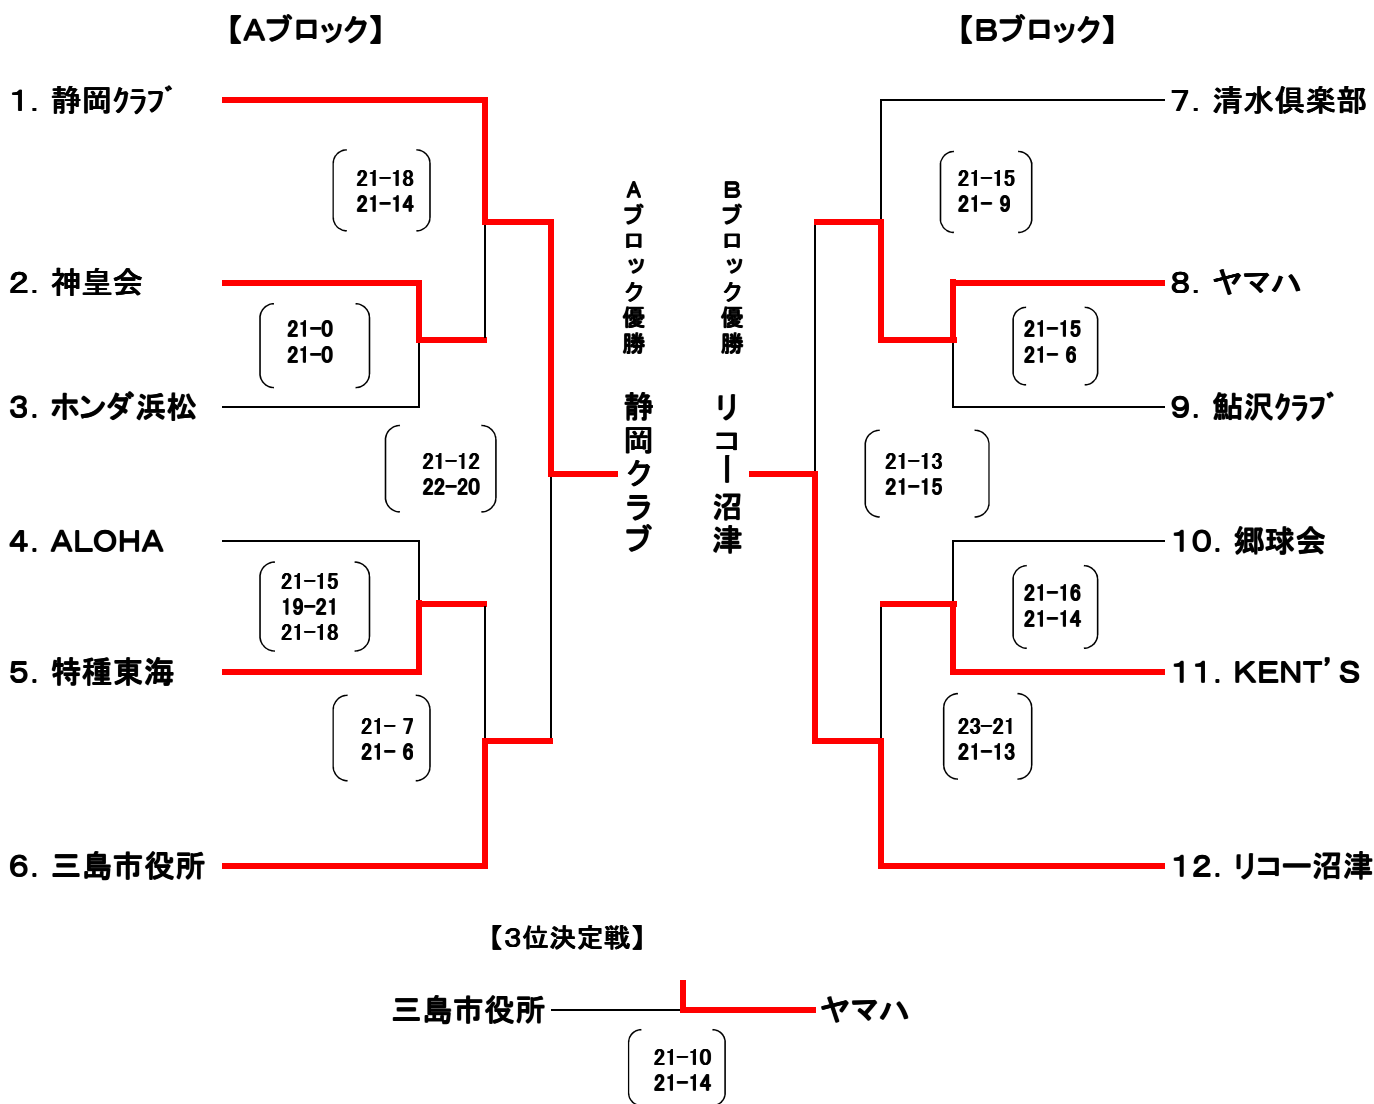 【Aブロック】
【Bブロック】
1. 静岡クラブ
7. 清水倶楽部
21-18
21-14
21-15
21- 9
2. 神皇会
8. ヤマハ
21-0
21-0
21-15
21- 6
3. ホンダ浜松
9. 鮎沢クラブ
Aブロック優勝 静岡クラブ
Bブロック優勝 リコー沼津
21-12
22-20
21-13
21-15
4. ALOHA
10. 郷球会
21-15
19-21
21-18
21-16
21-14
5. 特種東海
11. KENT'S
21- 7
21- 6
23-21
21-13
6. 三島市役所
12. リコー沼津
【3位決定戦】
三島市役所
ヤマハ
21-10
21-14